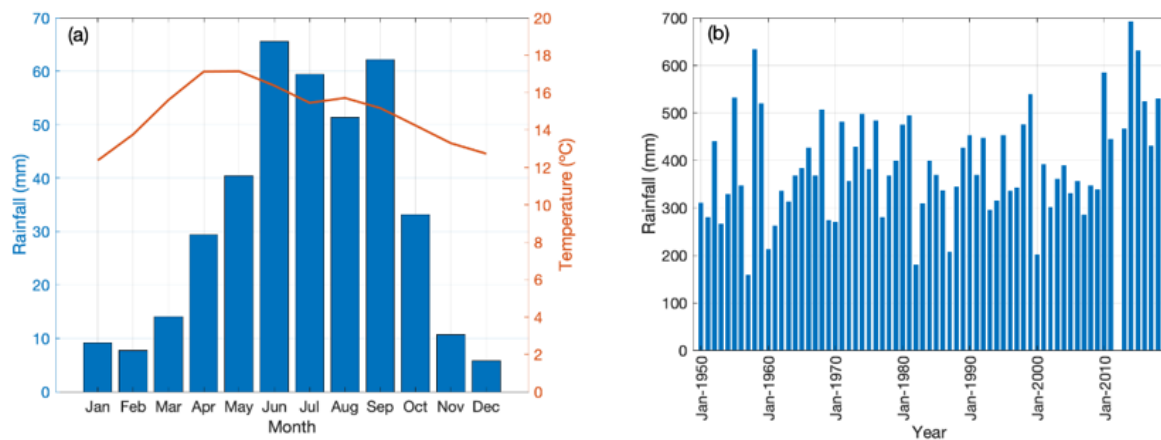 (a)
Rainfall (mm)
70
60
50
40
30
20
10
0
Temperature (ºC)
20
18
16
14
12
10
8
6
4
2
0
Jan Feb Mar Apr May Jun Jul Aug Sep Oct Nov Dec
Month
(b)
Rainfall (mm)
700
600
500
400
300
200
100
0
Jan-1950
Jan-1960
Jan-1970
Jan-1980
Jan-1990
Jan-2000
Jan-2010
Year